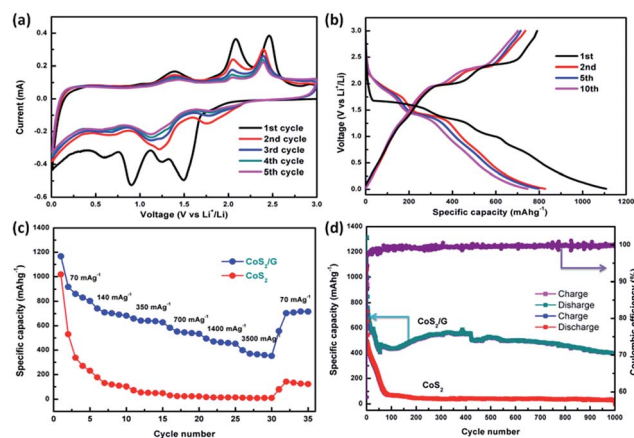 (a)
Current (mA)
0.4
0.2
0.0
-0.2
-0.4
-0.6
0.0 0.5 1.0 1.5 2.0 2.5 3.0
Voltage (V vs Li⁺/Li)
1st cycle
2nd cycle
3rd cycle
4th cycle
5th cycle
(b)
Voltage (V vs Li⁺/Li)
3.0
2.5
2.0
1.5
1.0
0.5
0.0
0 200 400 600 800 1000 1200
Specific capacity (mAhg⁻¹)
1st
2nd
5th
10th
(c)
Specific capacity (mAhg⁻¹)
1400
1200
1000
800
600
400
200
0
0 5 10 15 20 25 30 35
Cycle number
CoS₂/G
CoS₂
70 mAg⁻¹
140 mAg⁻¹
350 mAg⁻¹
700 mAg⁻¹
1400 mAg⁻¹
3500 mAg⁻¹
70 mAg⁻¹
(d)
Specific capacity (mAhg⁻¹)
1400
1200
1000
800
600
400
200
0
0 100 200 300 400 500 600 700 800 900 1000
Cycle number
100
90
80
70
60
Charge
Disharge
Charge
Discharge
CoS₂/G
CoS₂